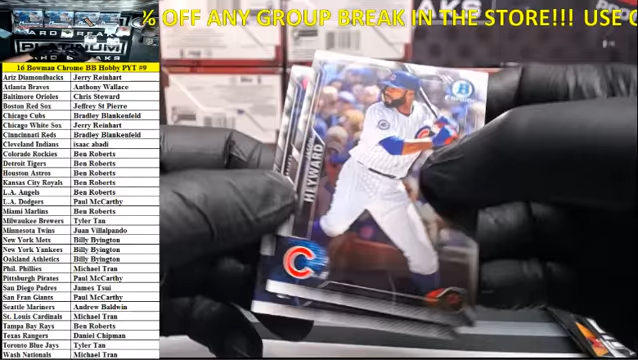 % OFF ANY GROUP BREAK IN THE STORE!!! USE
PLATINUM
16 Bowman Chrome BB Hobby PYT #9
Ariz Diamondbacks Jerry Reinhart
Atlanta Braves Anthony Wallace
Baltimore Orioles Chris Steward
Boston Red Sox Jeffrey St Pierre
Chicago Cubs Bradley Blankenfeld
Chicago White Sox Jerry Reinhart
Cinncinnati Reds Bradley Blankenfeld
Cleveland Indians isaac abadi
Colorado Rockies Ben Roberts
Detroit Tigers Ben Roberts
Houston Astros Ben Roberts
Kansas City Royals Ben Roberts
L.A. Angels Ben Roberts
L.A. Dodgers Paul McCarthy
Miami Marlins Ben Roberts
Milwaukee Brewers Tyler Tan
Minnesota Twins Juan Villalpando
New York Mets Billy Byington
New York Yankees Billy Byington
Oakland Athletics Billy Byington
Phil. Phillies Michael Tran
Pittsburgh Pirates Paul McCarthy
San Diego Padres James Tsui
San Fran Giants Paul McCarthy
Seattle Mariners Andrew Baldwin
St. Louis Cardinals Michael Tran
Tampa Bay Rays Ben Roberts
Texas Rangers Daniel Chipman
Toronto Blue Jays Tyler Tan
Wash Nationals Michael Tran
HEYWARD
B
Chrome
C